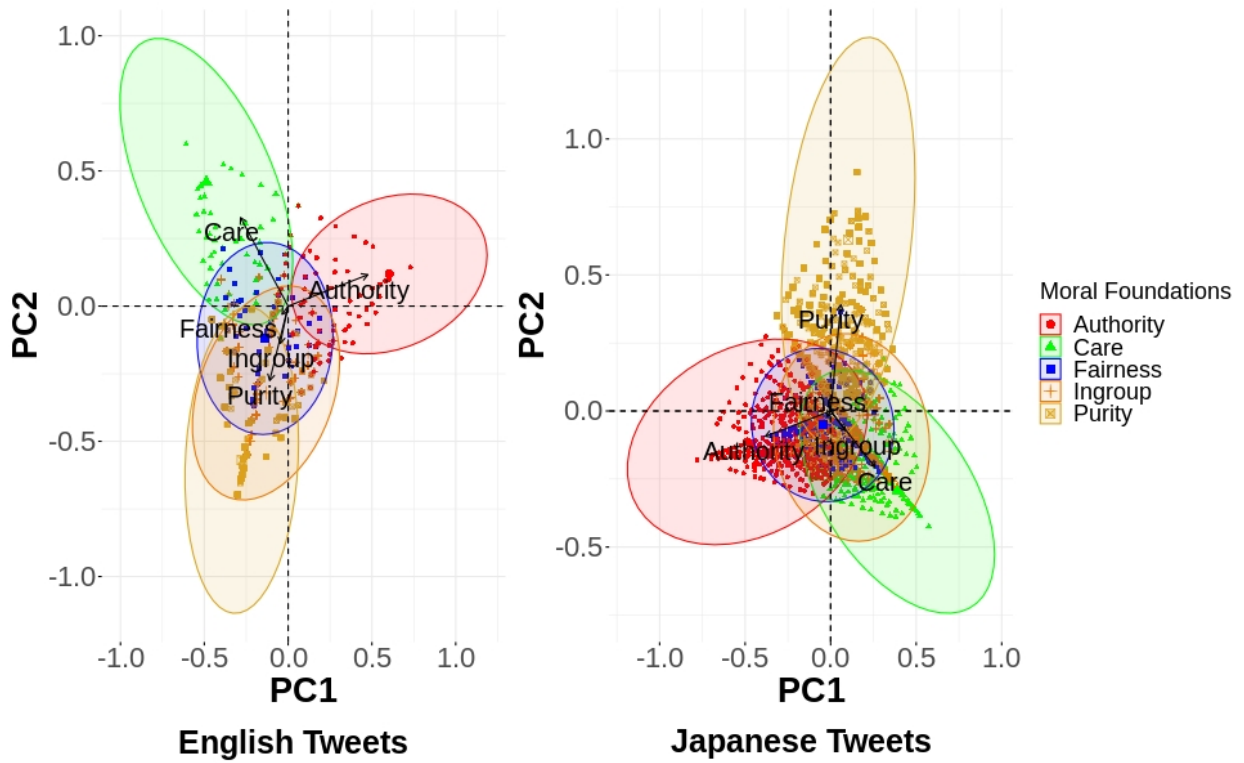 1.0
0.5
0.0
-0.5
-1.0
PC2
Care
Authority
Fairness
Ingroup
Purity
-1.0 -0.5 0.0 0.5 1.0
PC1
English Tweets
1.0
0.5
0.0
-0.5
PC2
Purity
Fairness
Authority
Ingroup
Care
-1.0 -0.5 0.0 0.5 1.0
PC1
Japanese Tweets
Moral Foundations
Authority
Care
Fairness
Ingroup
Purity